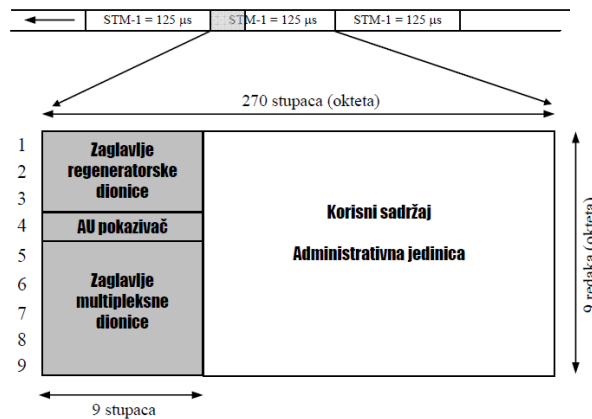 STM-1 = 125 μs STM-1 = 125 μs STM-1 = 125 μs
270 stupaca (okteta)
1
2
3
4
5
6
7
8
9
Zaglavlje
regeneratorske
dionice
AU pokazivač
Zaglavlje
multipleksne
dionice
Korisni sadržaj
Administrativna jedinica
9 redaka (okteta)
9 stupaca